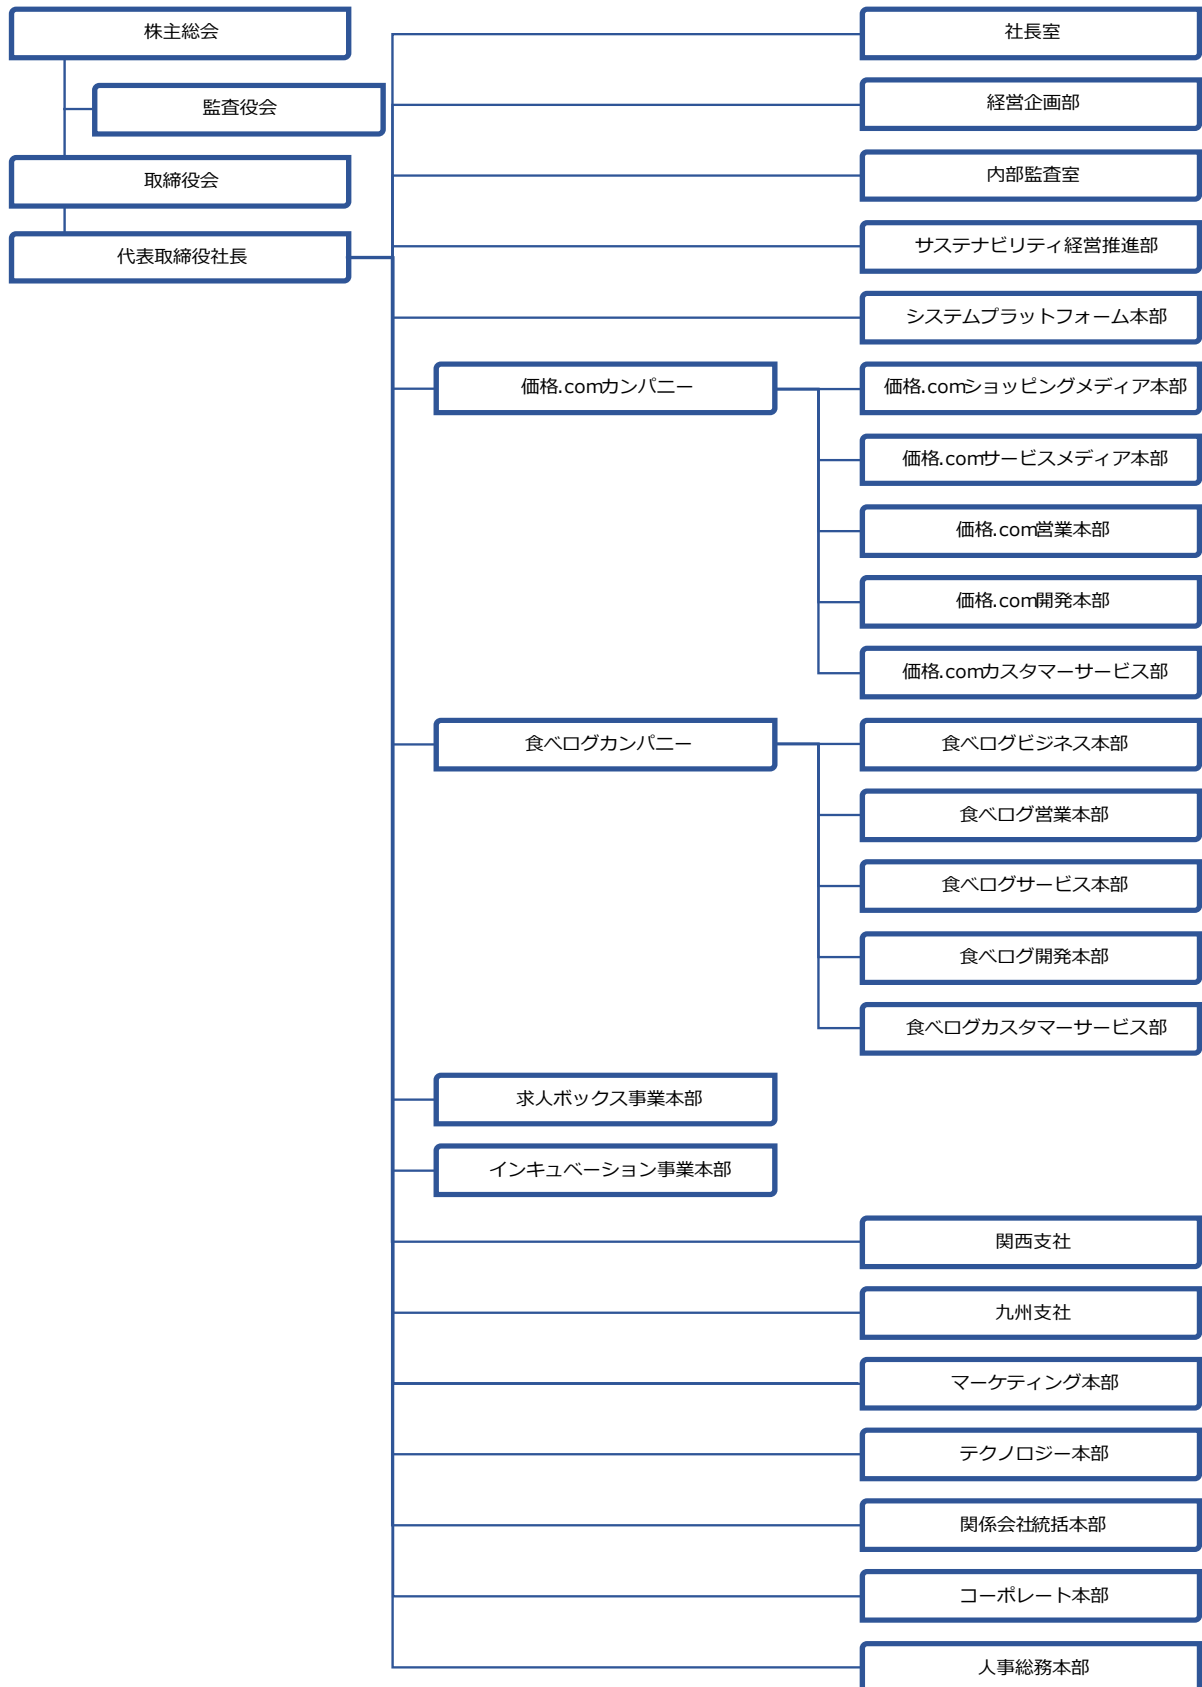 株主総会
監査役会
取締役会
代表取締役社長
社長室
経営企画部
内部監査室
サステナビリティ経営推進部
システムプラットフォーム本部
価格.comカンパニー
価格.comショッピングメディア本部
価格.comサービスメディア本部
価格.com営業本部
価格.com開発本部
価格.comカスタマーサービス部
食べログカンパニー
食べログビジネス本部
食べログ営業本部
食べログサービス本部
食べログ開発本部
食べログカスタマーサービス部
求人ボックス事業本部
インキュベーション事業本部
関西支社
九州支社
マーケティング本部
テクノロジー本部
関係会社統括本部
コーポレート本部
人事総務本部